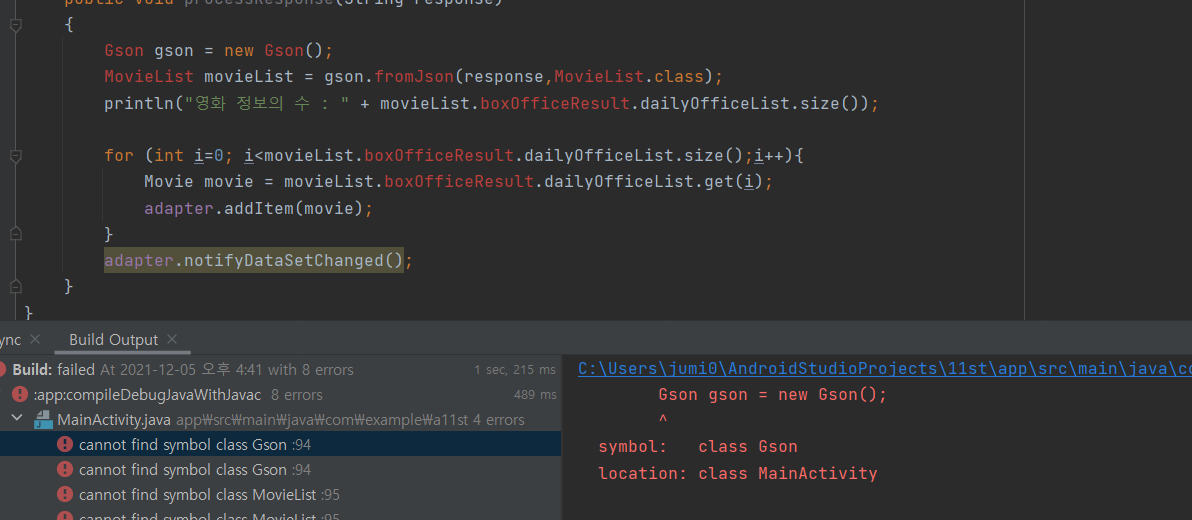 public void processResponse(String response)
{
Gson gson = new Gson();
MovieList movieList = gson.fromJson(response,MovieList.class);
println("영화 정보의 수 : " + movieList.boxOfficeResult.dailyOfficeList.size());
for (int i=0; i<movieList.boxOfficeResult.dailyOfficeList.size();i++){
Movie movie = movieList.boxOfficeResult.dailyOfficeList.get(i);
adapter.addItem(movie);
}
adapter.notifyDataSetChanged();
}
}
ync × Build Output ×
Build: failed At 2021-12-05 오후 4:41 with 8 errors 1 sec, 215 ms
:app:compileDebugJavaWithJavac 8 errors 489 ms
MainActivity.java app₩src₩main₩java₩com₩example₩a11st 4 errors
cannot find symbol class Gson :94
cannot find symbol class Gson :94
cannot find symbol class MovieList :95
cannot find symbol class MovieList :95
C:\Users\jumi0\AndroidStudioProjects\11st\app\src\main\java\co
Gson gson = new Gson();
^
symbol: class Gson
location: class MainActivity